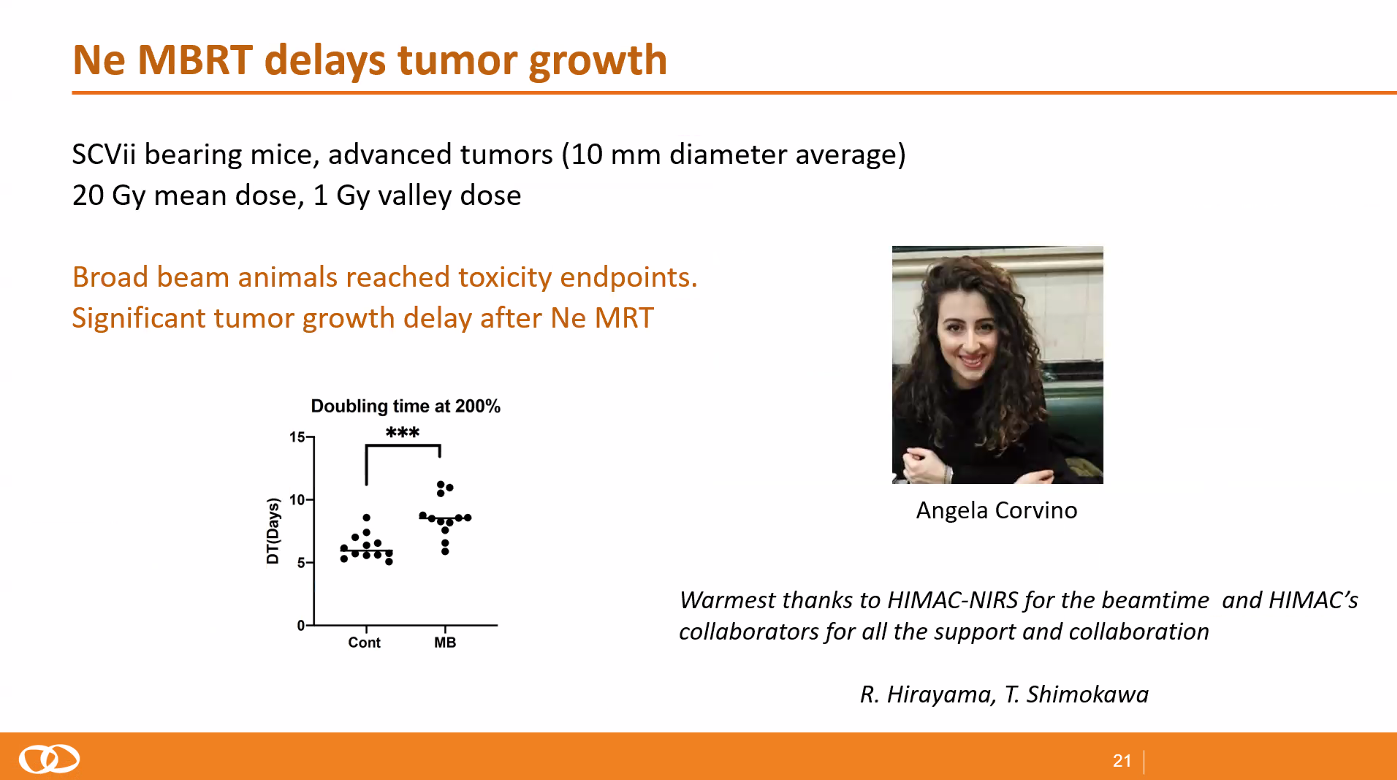 Ne MBRT delays tumor growth
SCVii bearing mice, advanced tumors (10 mm diameter average)
20 Gy mean dose, 1 Gy valley dose
Broad beam animals reached toxicity endpoints.
Significant tumor growth delay after Ne MRT
Doubling time at 200%
***
15
10
5
0
DT(Days)
Cont
MB
Angela Corvino
Warmest thanks to HIMAC-NIRS for the beamtime  and HIMAC's
collaborators for all the support and collaboration
R. Hirayama, T. Shimokawa
21